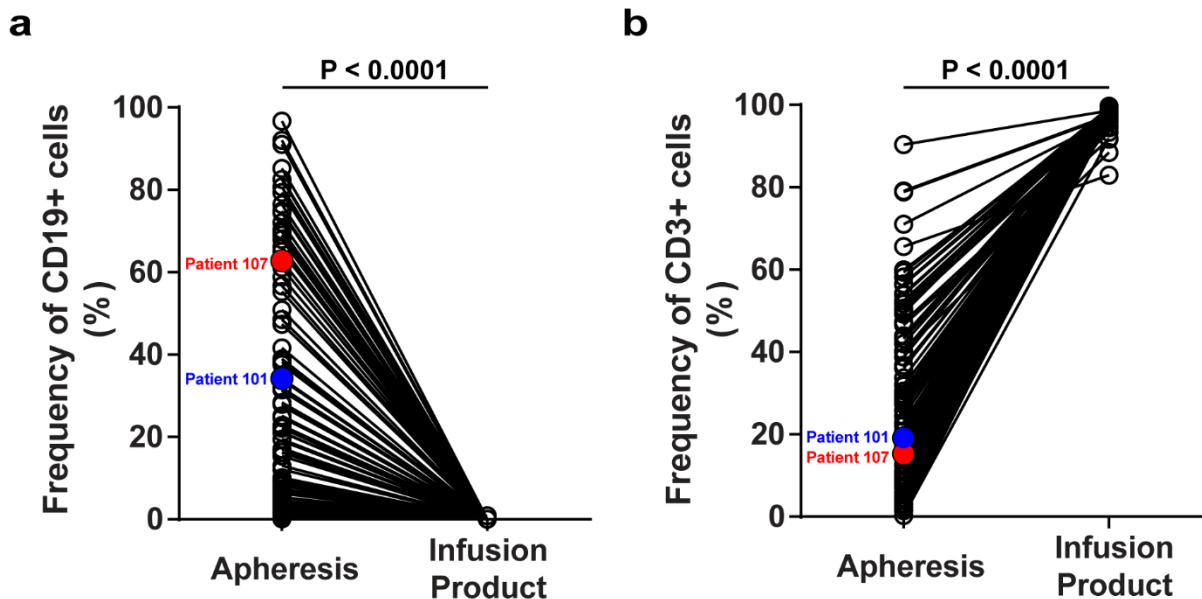 a
P < 0.0001
Frequency of CD19+ cells
(%)
100
80
60
40
20
0
Patient 107
Patient 101
Apheresis
Infusion
Product
b
P < 0.0001
Frequency of CD3+ cells
(%)
100
80
60
40
20
0
Patient 101
Patient 107
Apheresis
Infusion
Product